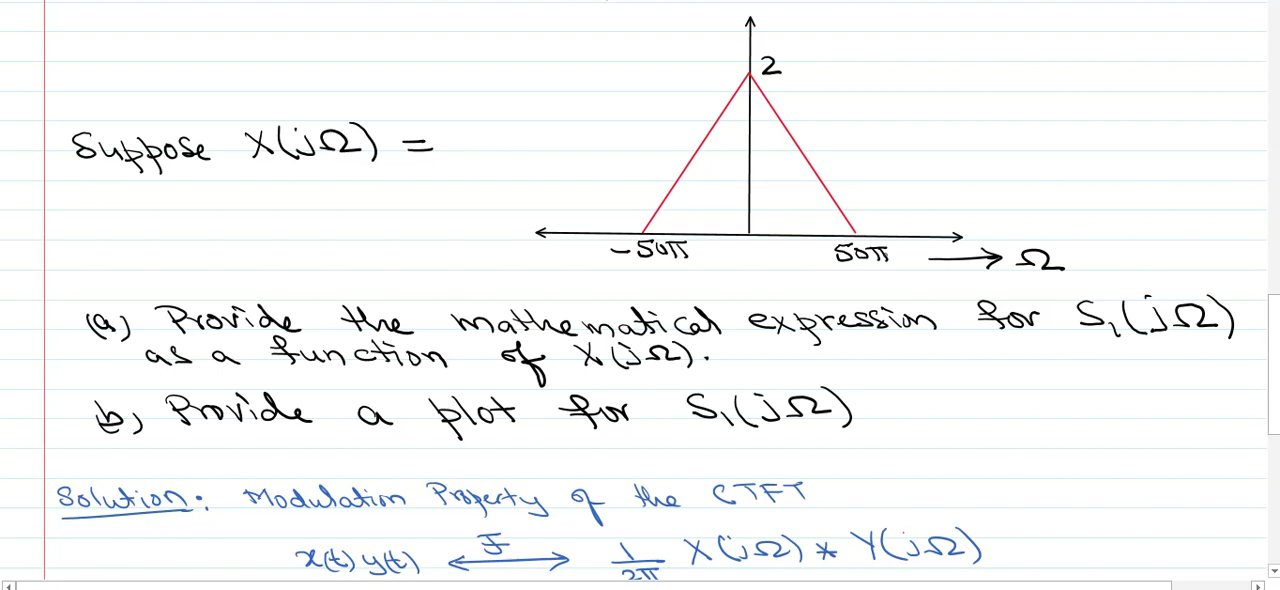 2
Suppose X(jΩ) =
-50π 50π
Ω
(a) Provide the mathematical expression for S₁(jΩ)
as a function of X(jΩ).
b) Provide a plot for S₁(jΩ)
Solution: Modulation Property of the CTFT
x(t) y(t) ⟷ℱ 1/2π X(jΩ) * Y(jΩ)